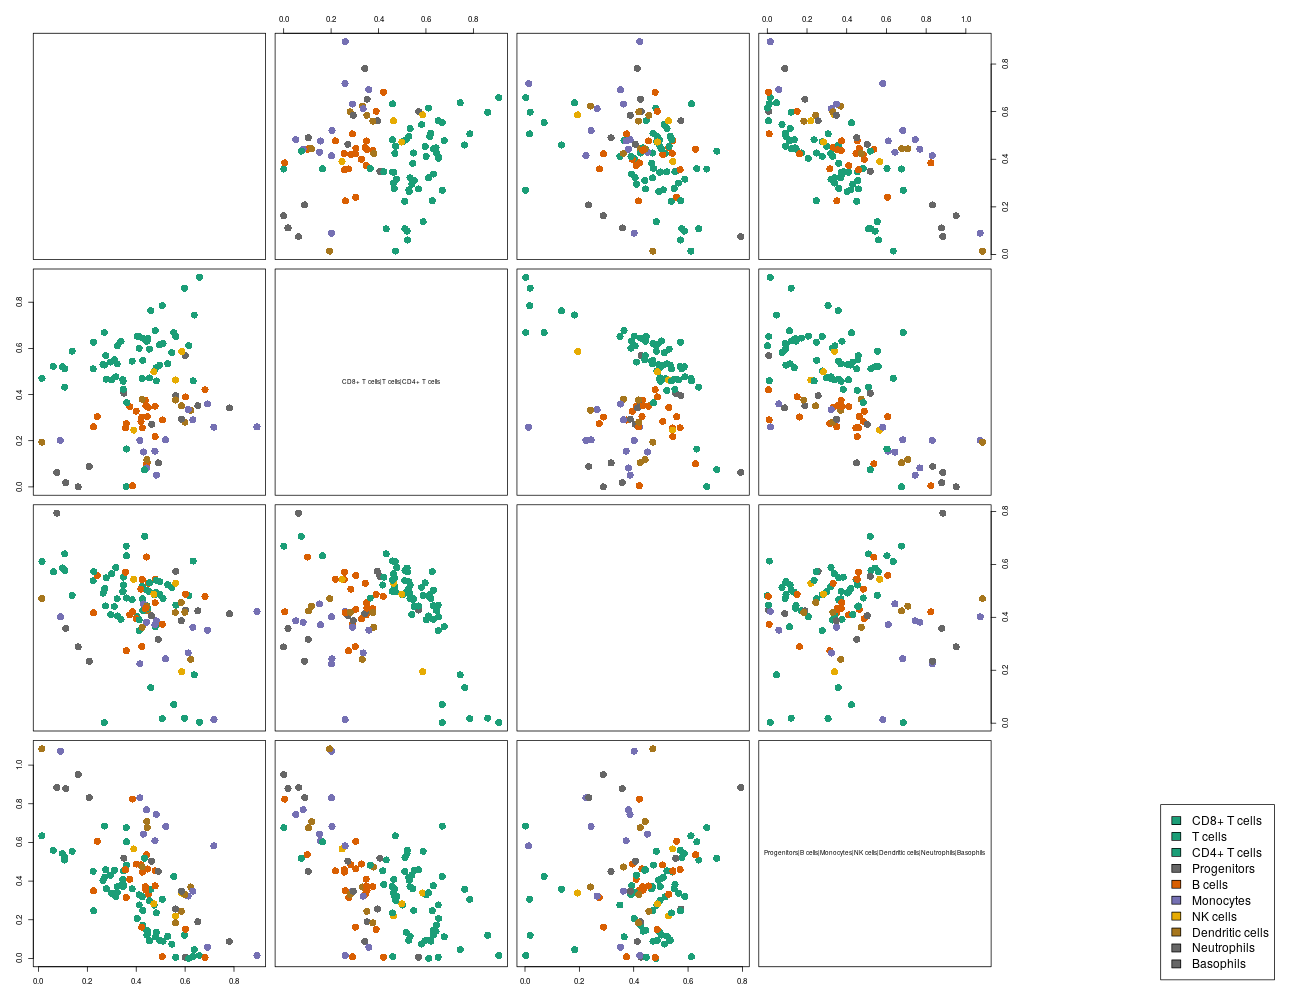 0.0 0.2 0.4 0.6 0.8
0.0 0.2 0.4 0.6 0.8 1.0
0.0 0.2 0.4 0.6 0.8
0.0 0.2 0.4 0.6 0.8
CD8+ T cells|T cells|CD4+ T cells
0.0 0.2 0.4 0.6 0.8
0.0 0.2 0.4 0.6 0.8 1.0
Progenitors|B cells|Monocytes|NK cells|Dendritic cells|Neutrophils|Basophils
0.0 0.2 0.4 0.6 0.8
0.0 0.2 0.4 0.6 0.8
CD8+ T cells
T cells
CD4+ T cells
Progenitors
B cells
Monocytes
NK cells
Dendritic cells
Neutrophils
Basophils